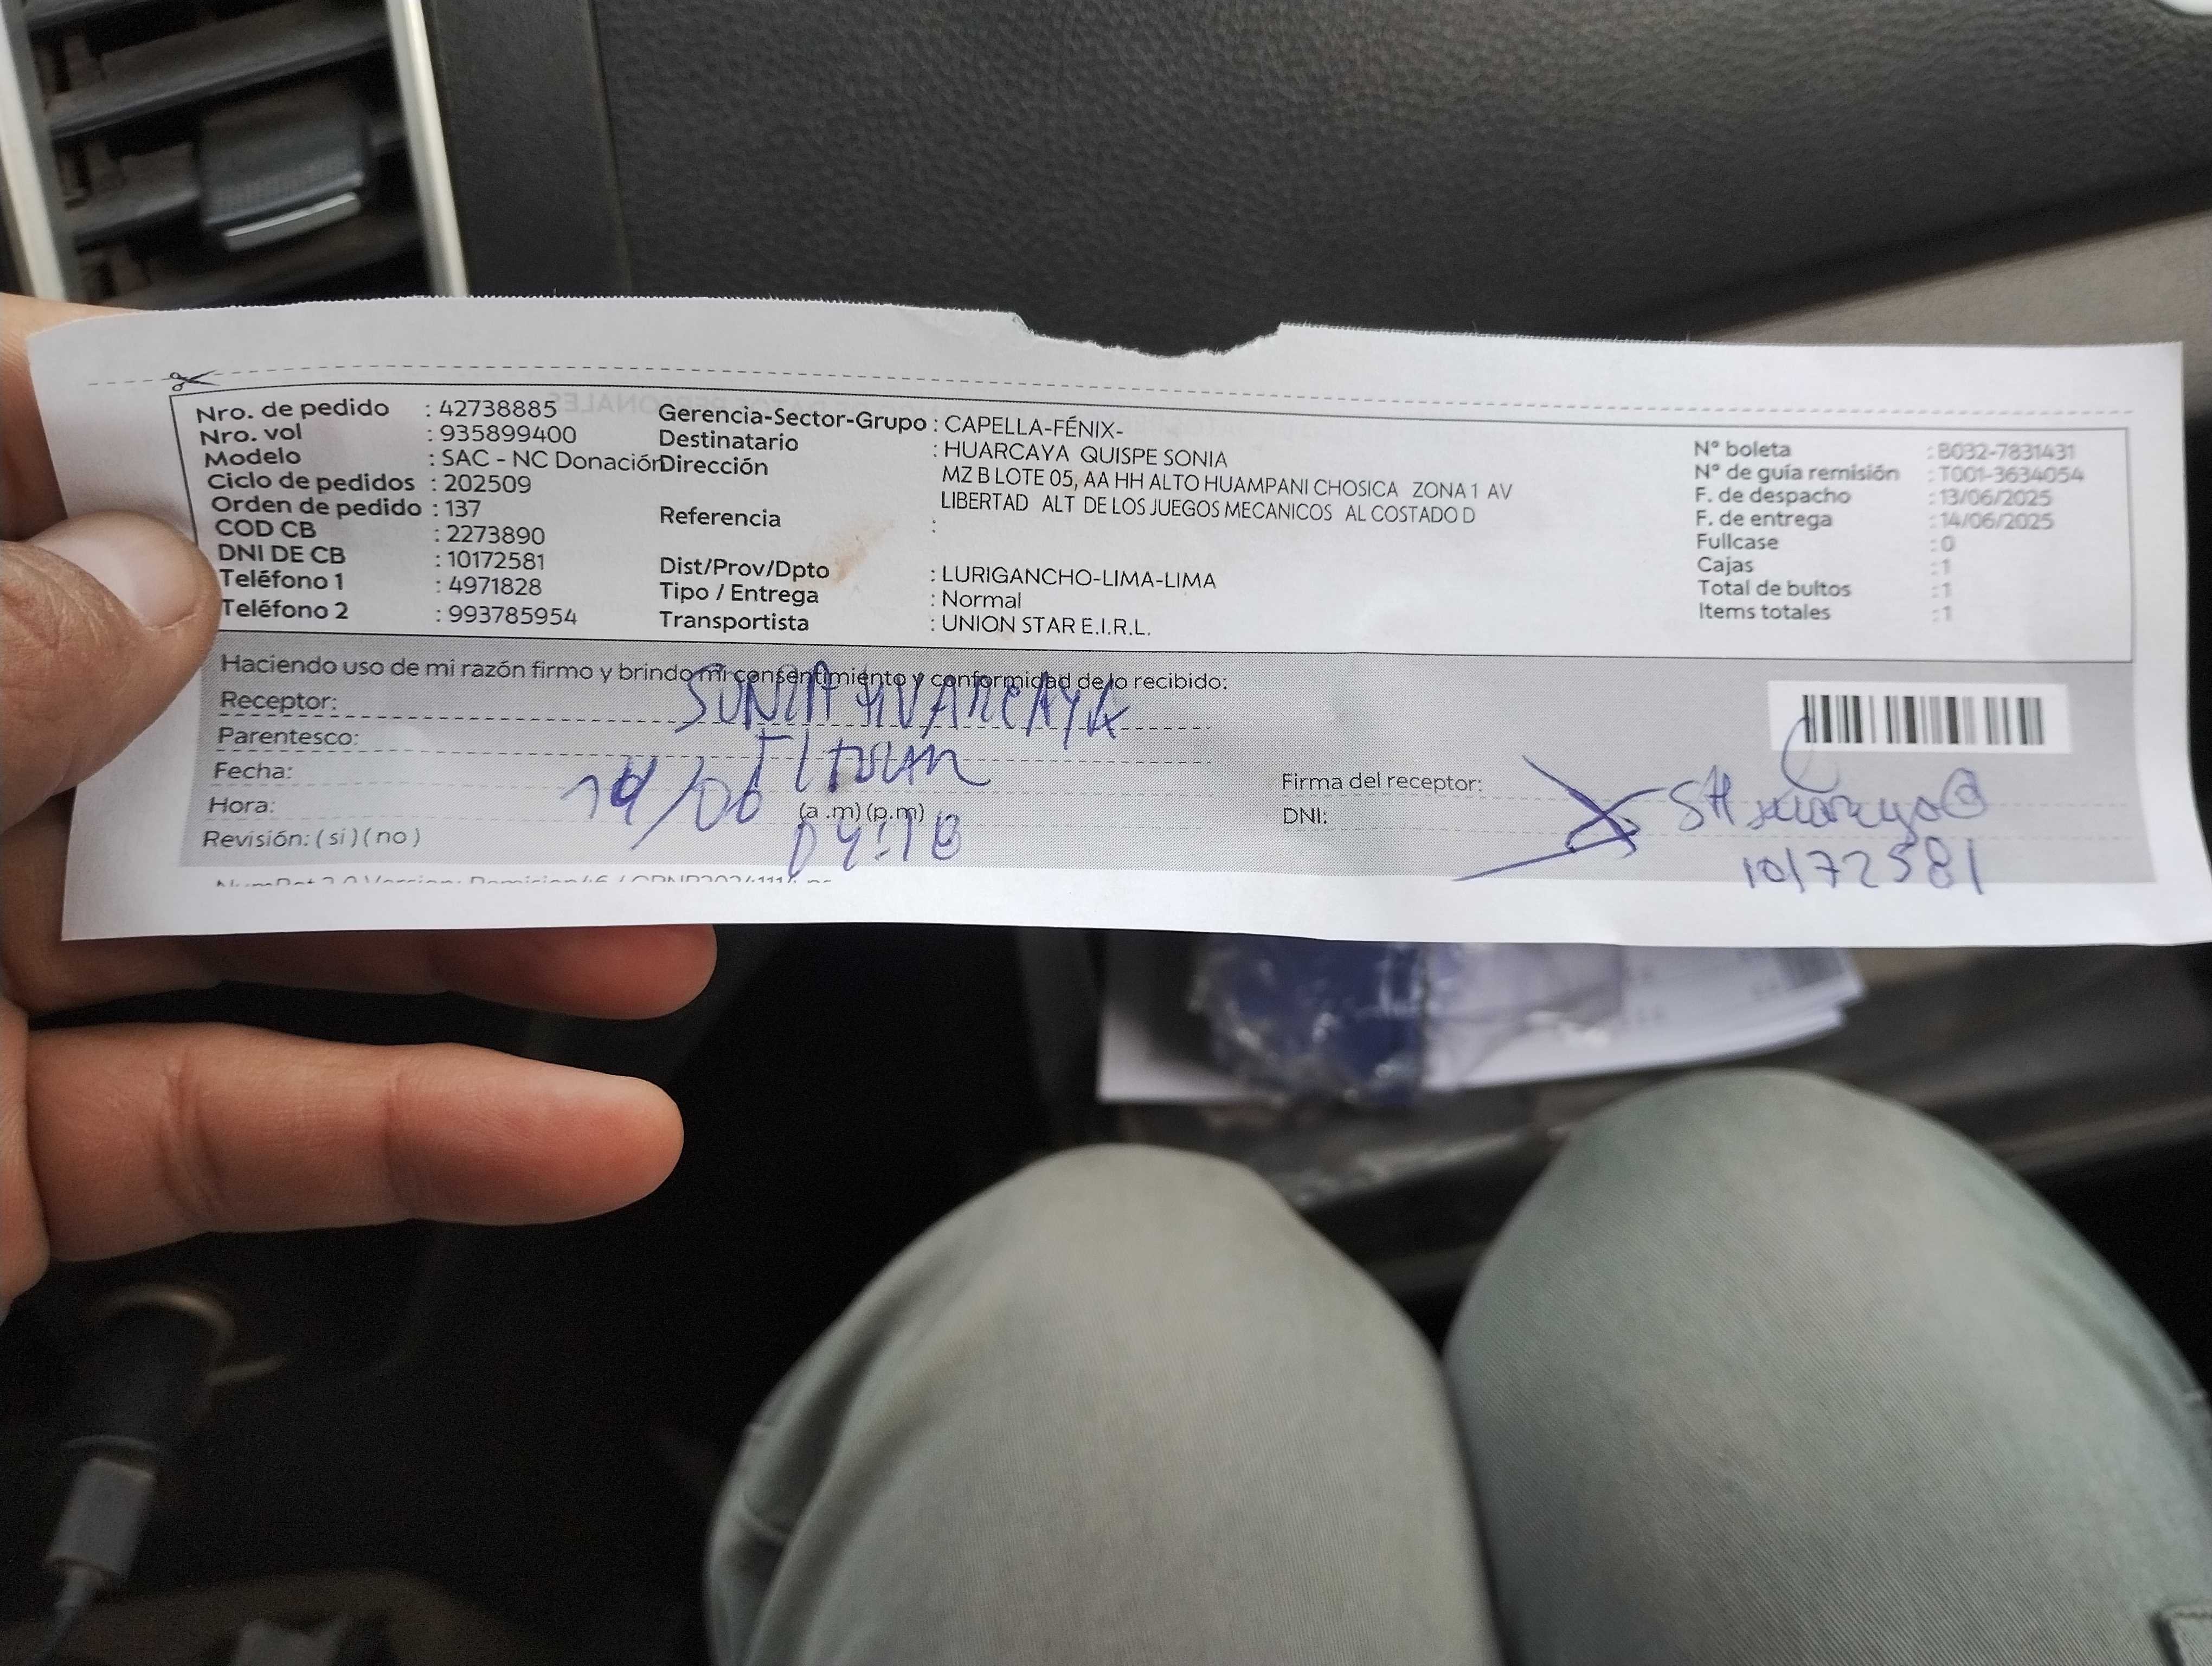 Nro. de pedido : 42738885
Nro. vol : 935899400
Modelo : SAC - NC Donación
Ciclo de pedidos : 202509
Orden de pedido : 137
COD CB : 2273890
DNI DE CB : 10172581
Teléfono 1 : 4971828
Teléfono 2 : 993785954
Gerencia-Sector-Grupo : CAPELLA-FÉNIX-
Destinatario : HUARCAYA QUISPE SONIA
Dirección MZ B LOTE 05, AA HH ALTO HUAMPANI CHOSICA ZONA 1 AV
LIBERTAD ALT DE LOS JUEGOS MECANICOS AL COSTADO D
Referencia :
Dist/Prov/Dpto : LURIGANCHO-LIMA-LIMA
Tipo / Entrega : Normal
Transportista : UNION STAR E.I.R.L.
N° boleta : B032-7831431
N° de guía remisión : T001-3634054
F. de despacho : 13/06/2025
F. de entrega : 14/06/2025
Fullcase : 0
Cajas : 1
Total de bultos : 1
Items totales : 1
Haciendo uso de mi razón firmo y brindo mi consentimiento y conformidad de lo recibido:
Receptor: SONIA HUARCAYA
Parentesco:
Fecha: 14/06
Hora: (a .m) (p.m)
Revisión: ( si ) ( no )
Firma del receptor:
DNI: 10172581